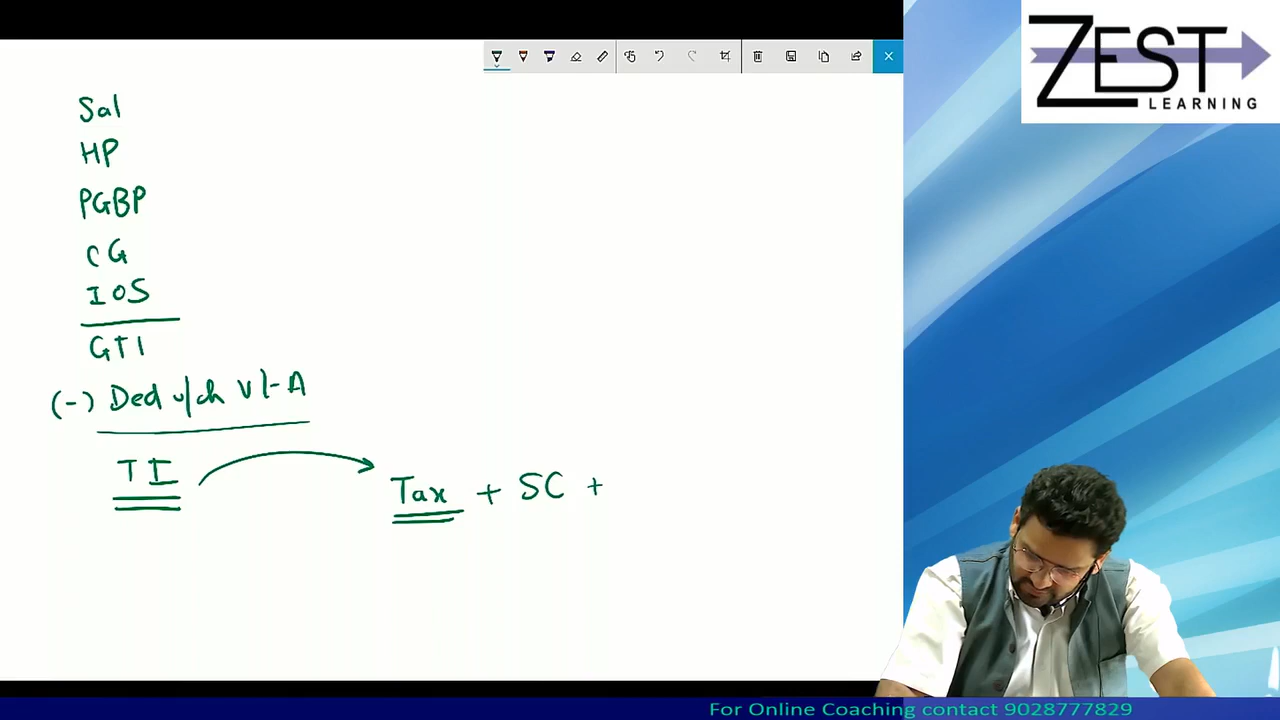 ZEST
LEARNING
Sal
HP
PGBP
CG
IOS
GTI
(-) Ded u/ch VI-A
TI
Tax + SC +
For Online Coaching contact 9028777829